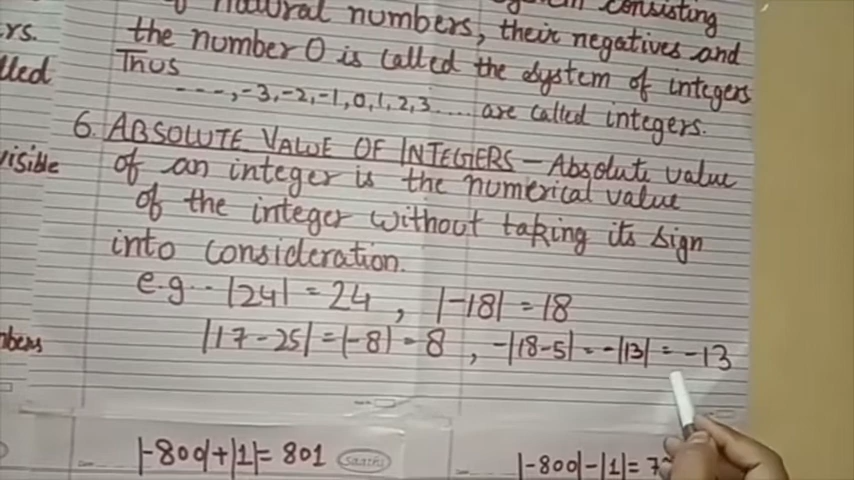 natural numbers,
consisting
rs.
the number 0 is called the system of integers
their negatives and
lled
Thus
----, -3, -2, -1, 0, 1, 2, 3..... are called integers.
6. ABSOLUTE VALUE OF INTEGERS - Absolute value
visible
of an integer is the numerical value
of the integer without taking its sign
into consideration.
e.g.- |24| = 24 , |-18| = 18
mbers
|17-25| = |-8| = 8 , -|18-5| = -|13| = -13
|-800|+|1|= 801
|-800|-|1|= 7